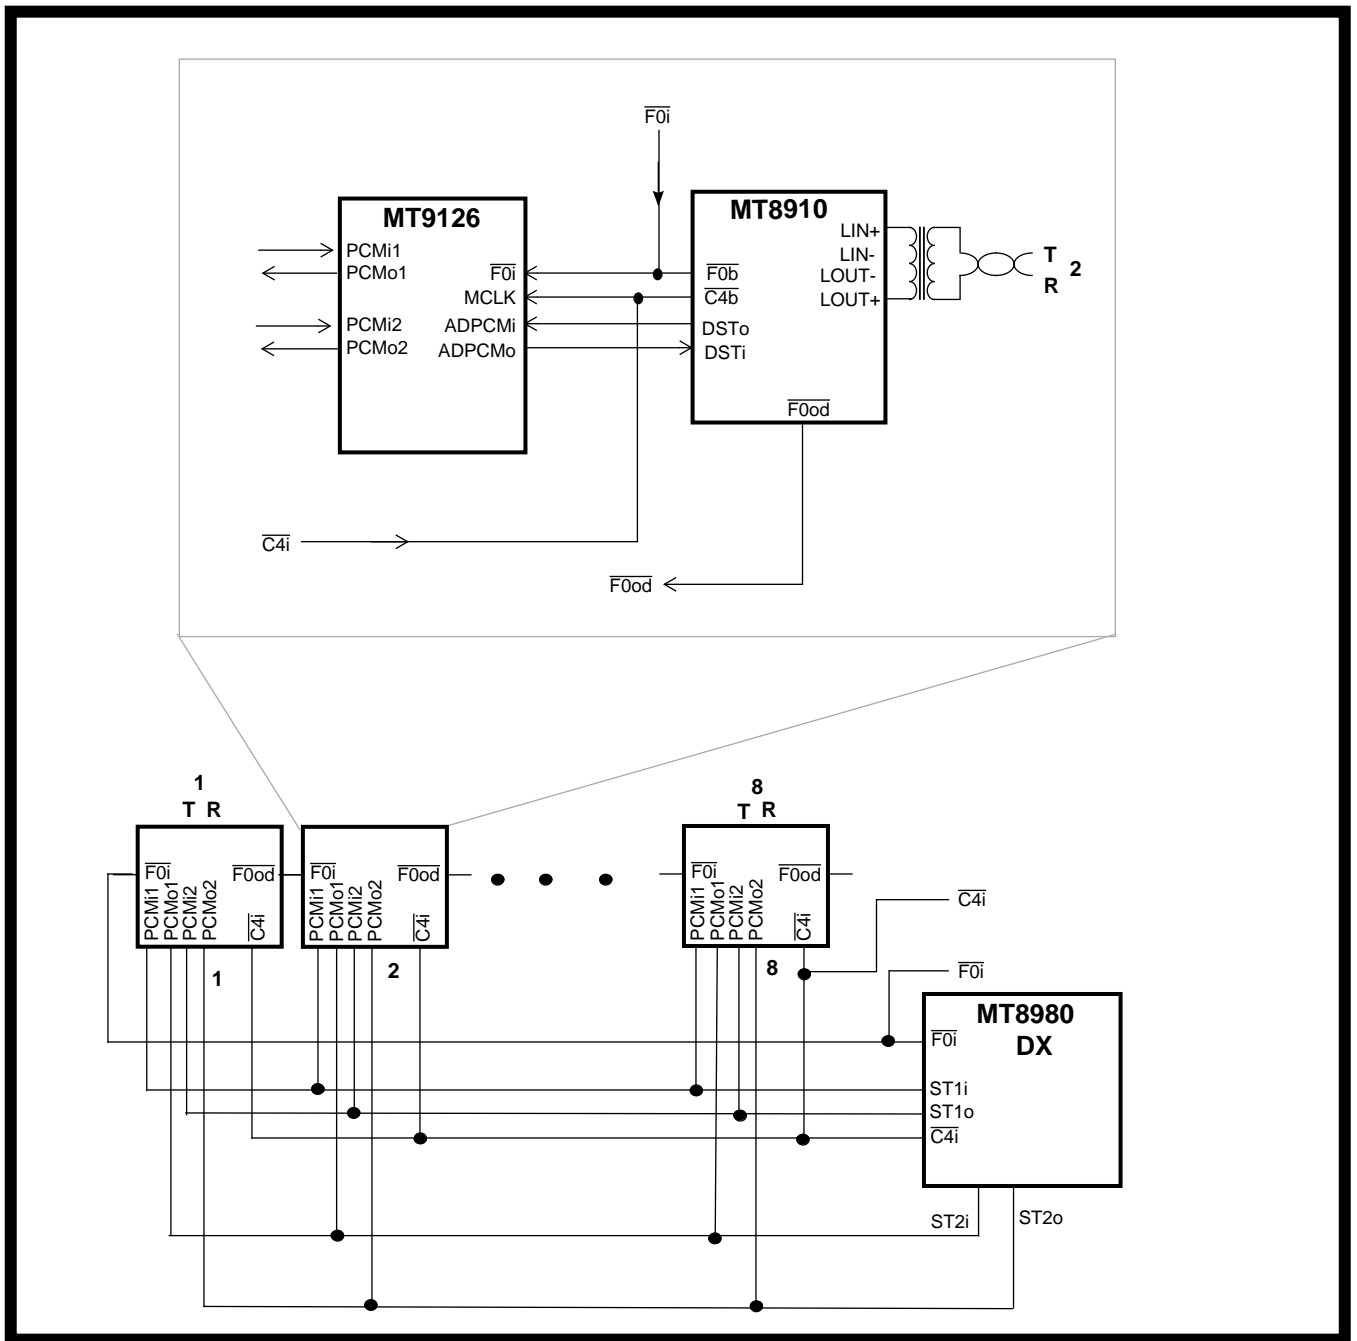 F0i
MT9126
MT8910
PCMi1
PCMo1
PCMi2
PCMo2
F0i
MCLK
ADPCMi
ADPCMo
F0b
C4b
DSTo
DSTi
LIN+
LIN-
LOUT-
LOUT+
T
2
R
F0od
C4i
F0od
1
T R
8
T R
F0i
F0od
PCMi1
PCMo1
PCMi2
PCMo2
C4i
F0i
F0od
PCMi1
PCMo1
PCMi2
PCMo2
C4i
F0i
F0od
PCMi1
PCMo1
PCMi2
PCMo2
C4i
1
2
8
C4i
F0i
MT8980
DX
F0i
ST1i
ST1o
C4i
ST2i
ST2o